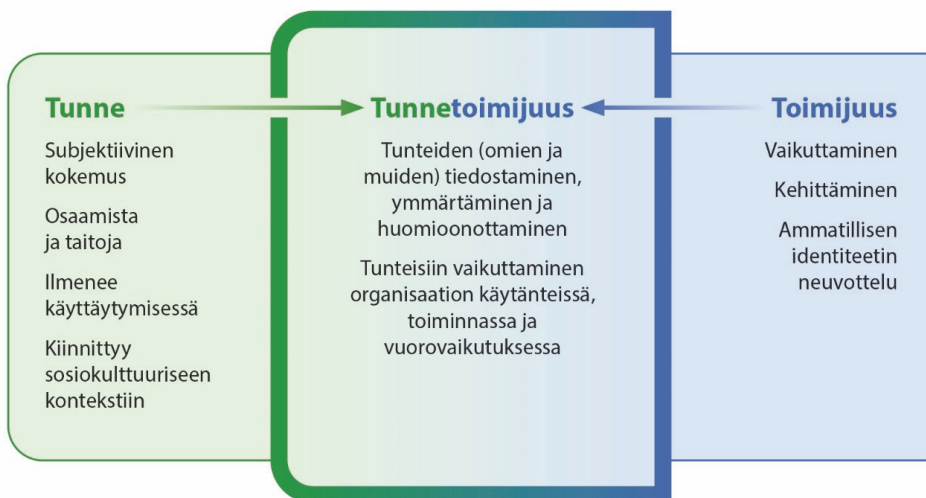 Tunne
Subjektiivinen
kokemus
Osaamista
ja taitoja
Ilmenee
käyttäytymisessä
Kiinnittyy
sosiokulttuuriseen
kontekstiin
Tunnetoimijuus
Tunteiden (omien ja
muiden) tiedostaminen,
ymmärtäminen ja
huomioonottaminen
Tunteisiin vaikuttaminen
organisaation käytänteissä,
toiminnassa ja
vuorovaikutuksessa
Toimijuus
Vaikuttaminen
Kehittäminen
Ammatillisen
identiteetin
neuvottelu